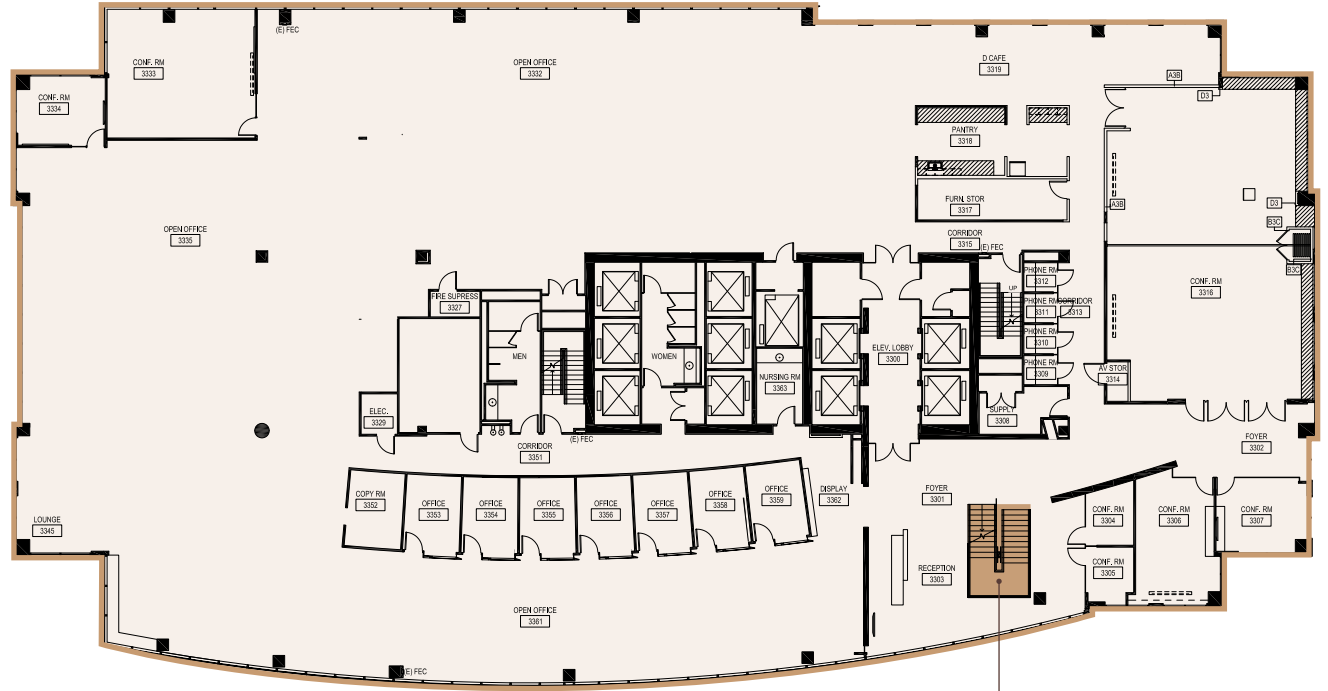 (E) FEC
CONF. RM
3333
OPEN OFFICE
3332
D CAFE
3319
A3B
D3
CONF. RM
3334
PANTRY
3318
FURN. STOR
3317
A3B
D3
B3C
B3C
OPEN OFFICE
3335
CORRIDOR
3315
(E) FEC
PHONE RM
3312
UP
CONF. RM
3316
FIRE SUPRESS
3327
PHONE RM
3311
CORRIDOR
3313
PHONE RM
3310
MEN
WOMEN
ELEV. LOBBY
3300
NURSING RM
3363
PHONE RM
3309
AV STOR
3314
ELEC.
3329
SUPPLY
3308
(E) FEC
CORRIDOR
3351
FOYER
3302
COPY RM
3352
OFFICE
3353
OFFICE
3354
OFFICE
3355
OFFICE
3356
OFFICE
3357
OFFICE
3358
OFFICE
3359
DISPLAY
3362
FOYER
3301
CONF. RM
3304
CONF. RM
3306
CONF. RM
3307
LOUNGE
3345
CONF. RM
3305
RECEPTION
3303
OPEN OFFICE
3361
(E) FEC